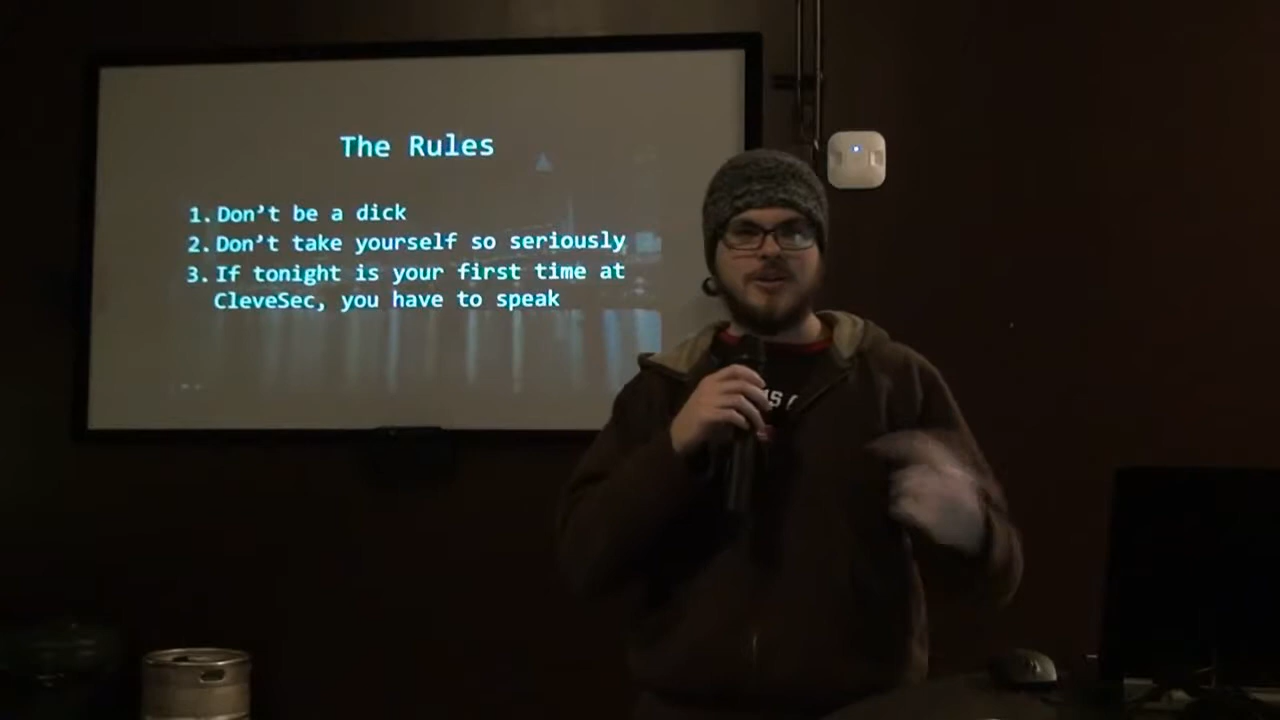 The Rules
1. Don't be a dick
2. Don't take yourself so seriously
3. If tonight is your first time at
CleveSec, you have to speak